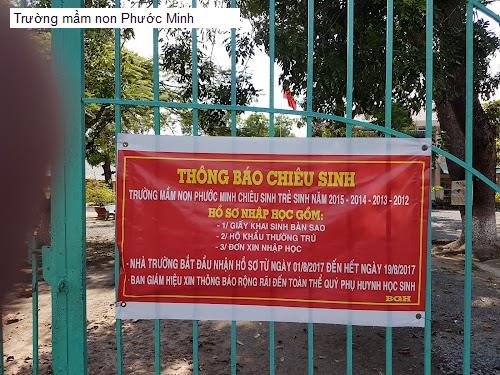 Trường mầm non Phước Minh
THÔNG BÁO CHIÊU SINH
TRƯỜNG MẦM NON PHƯỚC MINH CHIÊU SINH TRẺ SINH NĂM 2015 - 2014 - 2013 - 2012
HỒ SƠ NHẬP HỌC GỒM:
- 1/ GIẤY KHAI SINH BẢN SAO
- 2/ HỘ KHẨU THƯỜNG TRÚ
- 3/ ĐƠN XIN NHẬP HỌC
- NHÀ TRƯỜNG BẮT ĐẦU NHẬN HỒ SƠ TỪ NGÀY 01/8/2017 ĐẾN HẾT NGÀY 19/8/2017
- BAN GIÁM HIỆU XIN THÔNG BÁO RỘNG RÃI ĐẾN TOÀN THỂ QUÝ PHỤ HUYNH HỌC SINH
BGH